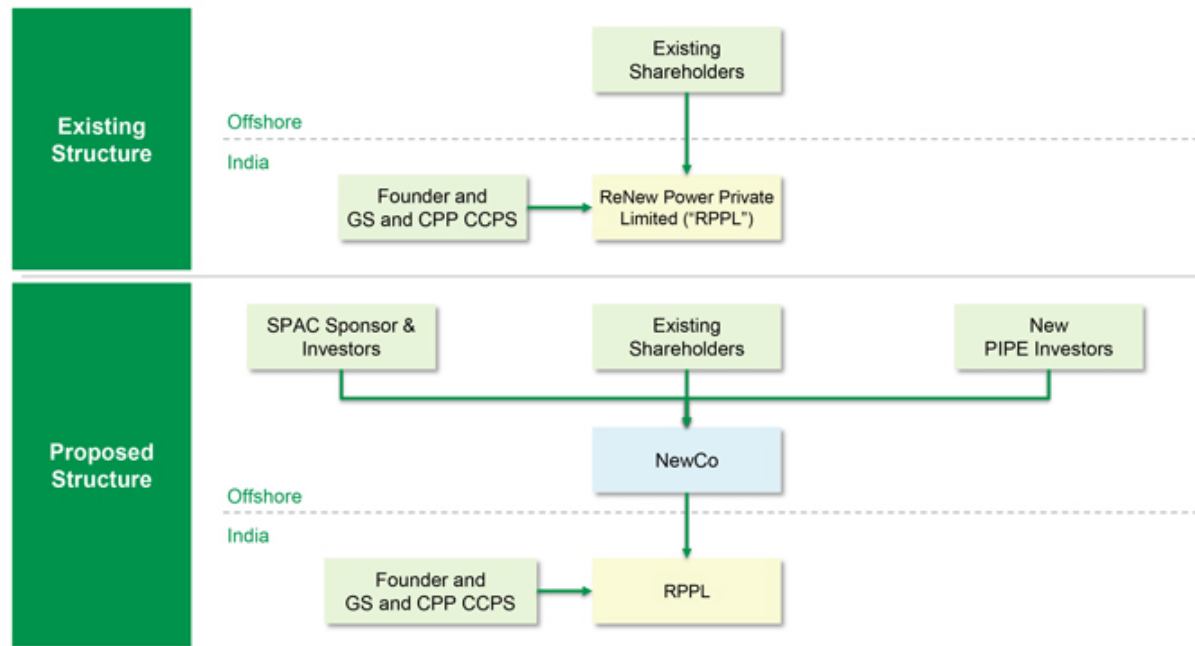 Existing
Structure
Existing
Shareholders
Offshore
India
Founder and
GS and CPP CCPS
ReNew Power Private
Limited (“RPPL”)
Proposed
Structure
SPAC Sponsor &
Investors
Existing
Shareholders
New
PIPE Investors
NewCo
Offshore
India
Founder and
GS and CPP CCPS
RPPL